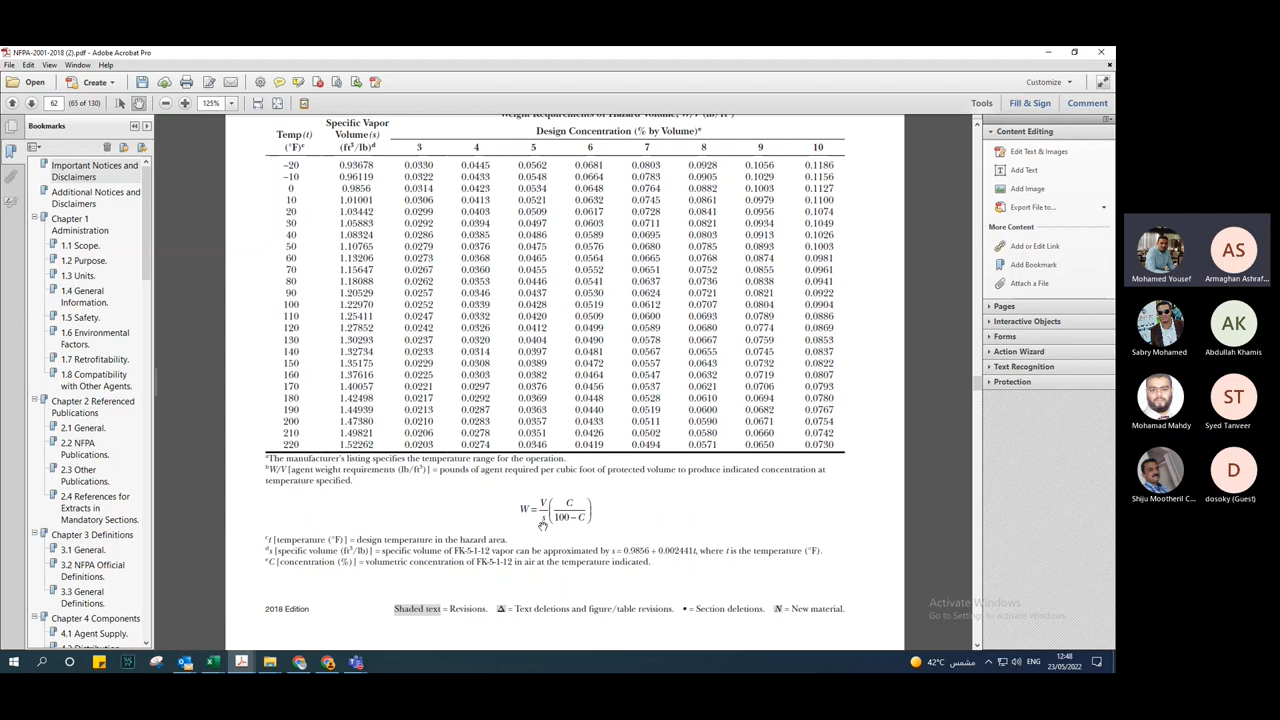 NFPA-2001-2018 (2).pdf - Adobe Acrobat Pro
File Edit View Window Help
Open Create Customize
62 (65 of 130) 125% Tools Fill & Sign Comment
Bookmarks
Important Notices and
Disclaimers
Additional Notices and
Disclaimers
Chapter 1
Administration
1.1 Scope.
1.2 Purpose.
1.3 Units.
1.4 General
Information.
1.5 Safety.
1.6 Environmental
Factors.
1.7 Retrofitability.
1.8 Compatibility
with Other Agents.
Chapter 2 Referenced
Publications
2.1 General.
2.2 NFPA
Publications.
2.3 Other
Publications.
2.4 References for
Extracts in
Mandatory Sections.
Chapter 3 Definitions
3.1 General.
3.2 NFPA Official
Definitions.
3.3 General
Definitions.
Chapter 4 Components
4.1 Agent Supply.
Weight Requirements of Hazard Volume, W/V (lb/ft³)
Specific Vapor
Temp(t) Volume(s) Design Concentration (% by Volume)ᵉ
(°F)ᶜ (ft³/lb)ᵈ 3 4 5 6 7 8 9 10
−20 0.93678 0.0330 0.0445 0.0562 0.0681 0.0803 0.0928 0.1056 0.1186
−10 0.96119 0.0322 0.0433 0.0548 0.0664 0.0783 0.0905 0.1029 0.1156
0 0.9856 0.0314 0.0423 0.0534 0.0648 0.0764 0.0882 0.1003 0.1127
10 1.01001 0.0306 0.0413 0.0521 0.0632 0.0745 0.0861 0.0979 0.1100
20 1.03442 0.0299 0.0403 0.0509 0.0617 0.0728 0.0841 0.0956 0.1074
30 1.05883 0.0292 0.0394 0.0497 0.0603 0.0711 0.0822 0.0934 0.1049
40 1.08324 0.0286 0.0385 0.0486 0.0589 0.0695 0.0803 0.0913 0.1026
50 1.10765 0.0279 0.0376 0.0475 0.0576 0.0680 0.0785 0.0893 0.1003
60 1.13206 0.0273 0.0368 0.0465 0.0564 0.0665 0.0768 0.0874 0.0981
70 1.15647 0.0267 0.0360 0.0455 0.0552 0.0651 0.0752 0.0855 0.0961
80 1.18088 0.0262 0.0353 0.0446 0.0541 0.0637 0.0736 0.0838 0.0941
90 1.20529 0.0257 0.0346 0.0437 0.0530 0.0624 0.0721 0.0821 0.0922
100 1.22970 0.0252 0.0339 0.0428 0.0519 0.0612 0.0707 0.0804 0.0904
110 1.25411 0.0247 0.0332 0.0420 0.0509 0.0600 0.0693 0.0789 0.0886
120 1.27852 0.0242 0.0326 0.0412 0.0499 0.0589 0.0680 0.0774 0.0869
130 1.30293 0.0237 0.0320 0.0404 0.0490 0.0578 0.0667 0.0759 0.0853
140 1.32734 0.0233 0.0314 0.0397 0.0481 0.0567 0.0655 0.0745 0.0837
150 1.35175 0.0229 0.0308 0.0389 0.0472 0.0557 0.0643 0.0732 0.0822
160 1.37616 0.0225 0.0303 0.0382 0.0464 0.0547 0.0632 0.0719 0.0807
170 1.40057 0.0221 0.0297 0.0376 0.0456 0.0537 0.0621 0.0706 0.0793
180 1.42498 0.0217 0.0292 0.0369 0.0448 0.0528 0.0610 0.0694 0.0780
190 1.44939 0.0213 0.0287 0.0363 0.0440 0.0519 0.0600 0.0682 0.0767
200 1.47380 0.0210 0.0283 0.0357 0.0433 0.0510 0.0590 0.0671 0.0754
210 1.49821 0.0206 0.0278 0.0351 0.0426 0.0502 0.0580 0.0660 0.0742
220 1.52262 0.0203 0.0274 0.0346 0.0419 0.0494 0.0571 0.0650 0.0730
ᵃThe manufacturer's listing specifies the temperature range for the operation.
ᵇW/V [agent weight requirements (lb/ft³)] = pounds of agent required per cubic foot of protected volume to produce indicated concentration at
temperature specified.
W = V/s (C/(100−C))
ᶜt [temperature (°F)] = design temperature in the hazard area.
ᵈs [specific volume (ft³/lb)] = specific volume of FK-5-1-12 vapor can be approximated by s = 0.9856 + 0.002441t, where t is the temperature (°F).
ᵉC [concentration (%)] = volumetric concentration of FK-5-1-12 in air at the temperature indicated.
2018 Edition Shaded text = Revisions. Δ = Text deletions and figure/table revisions. • = Section deletions. N = New material.
Content Editing
Edit Text & Images
Add Text
Add Image
Export File to...
More Content
Add or Edit Link
Add Bookmark
Attach a File
Pages
Interactive Objects
Forms
Action Wizard
Text Recognition
Protection
Activate Windows
Go to Settings to activate Windows.
42°C شمس ENG 12:48
23/05/2022
AS
Mohamed Yousef Armaghan Ashraf...
AK
Sabry Mohamed Abdullah Khamis
ST
Mohamad Mahdy Syed Tanveer
D
Shiju Mootheril C... dosoky (Guest)